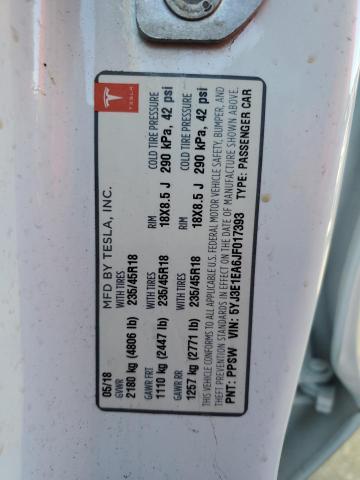 TESLA
MFD BY TESLA, INC.
05/18
GVWR WITH TIRES RIM COLD TIRE PRESSURE
2180 kg (4806 lb) 235/45R18 18X8.5 J 290 kPa, 42 psi
GAWR FRT WITH TIRES RIM COLD TIRE PRESSURE
1110 kg (2447 lb) 235/45R18 18X8.5 J 290 kPa, 42 psi
GAWR RR
1257 kg (2771 lb)
THIS VEHICLE CONFORMS TO ALL APPLICABLE U.S. FEDERAL MOTOR VEHICLE SAFETY, BUMPER, AND
THEFT PREVENTION STANDARDS IN EFFECT ON THE DATE OF MANUFACTURE SHOWN ABOVE.
PNT: PPSW VIN: 5YJ3E1EA6JF017393 TYPE: PASSENGER CAR